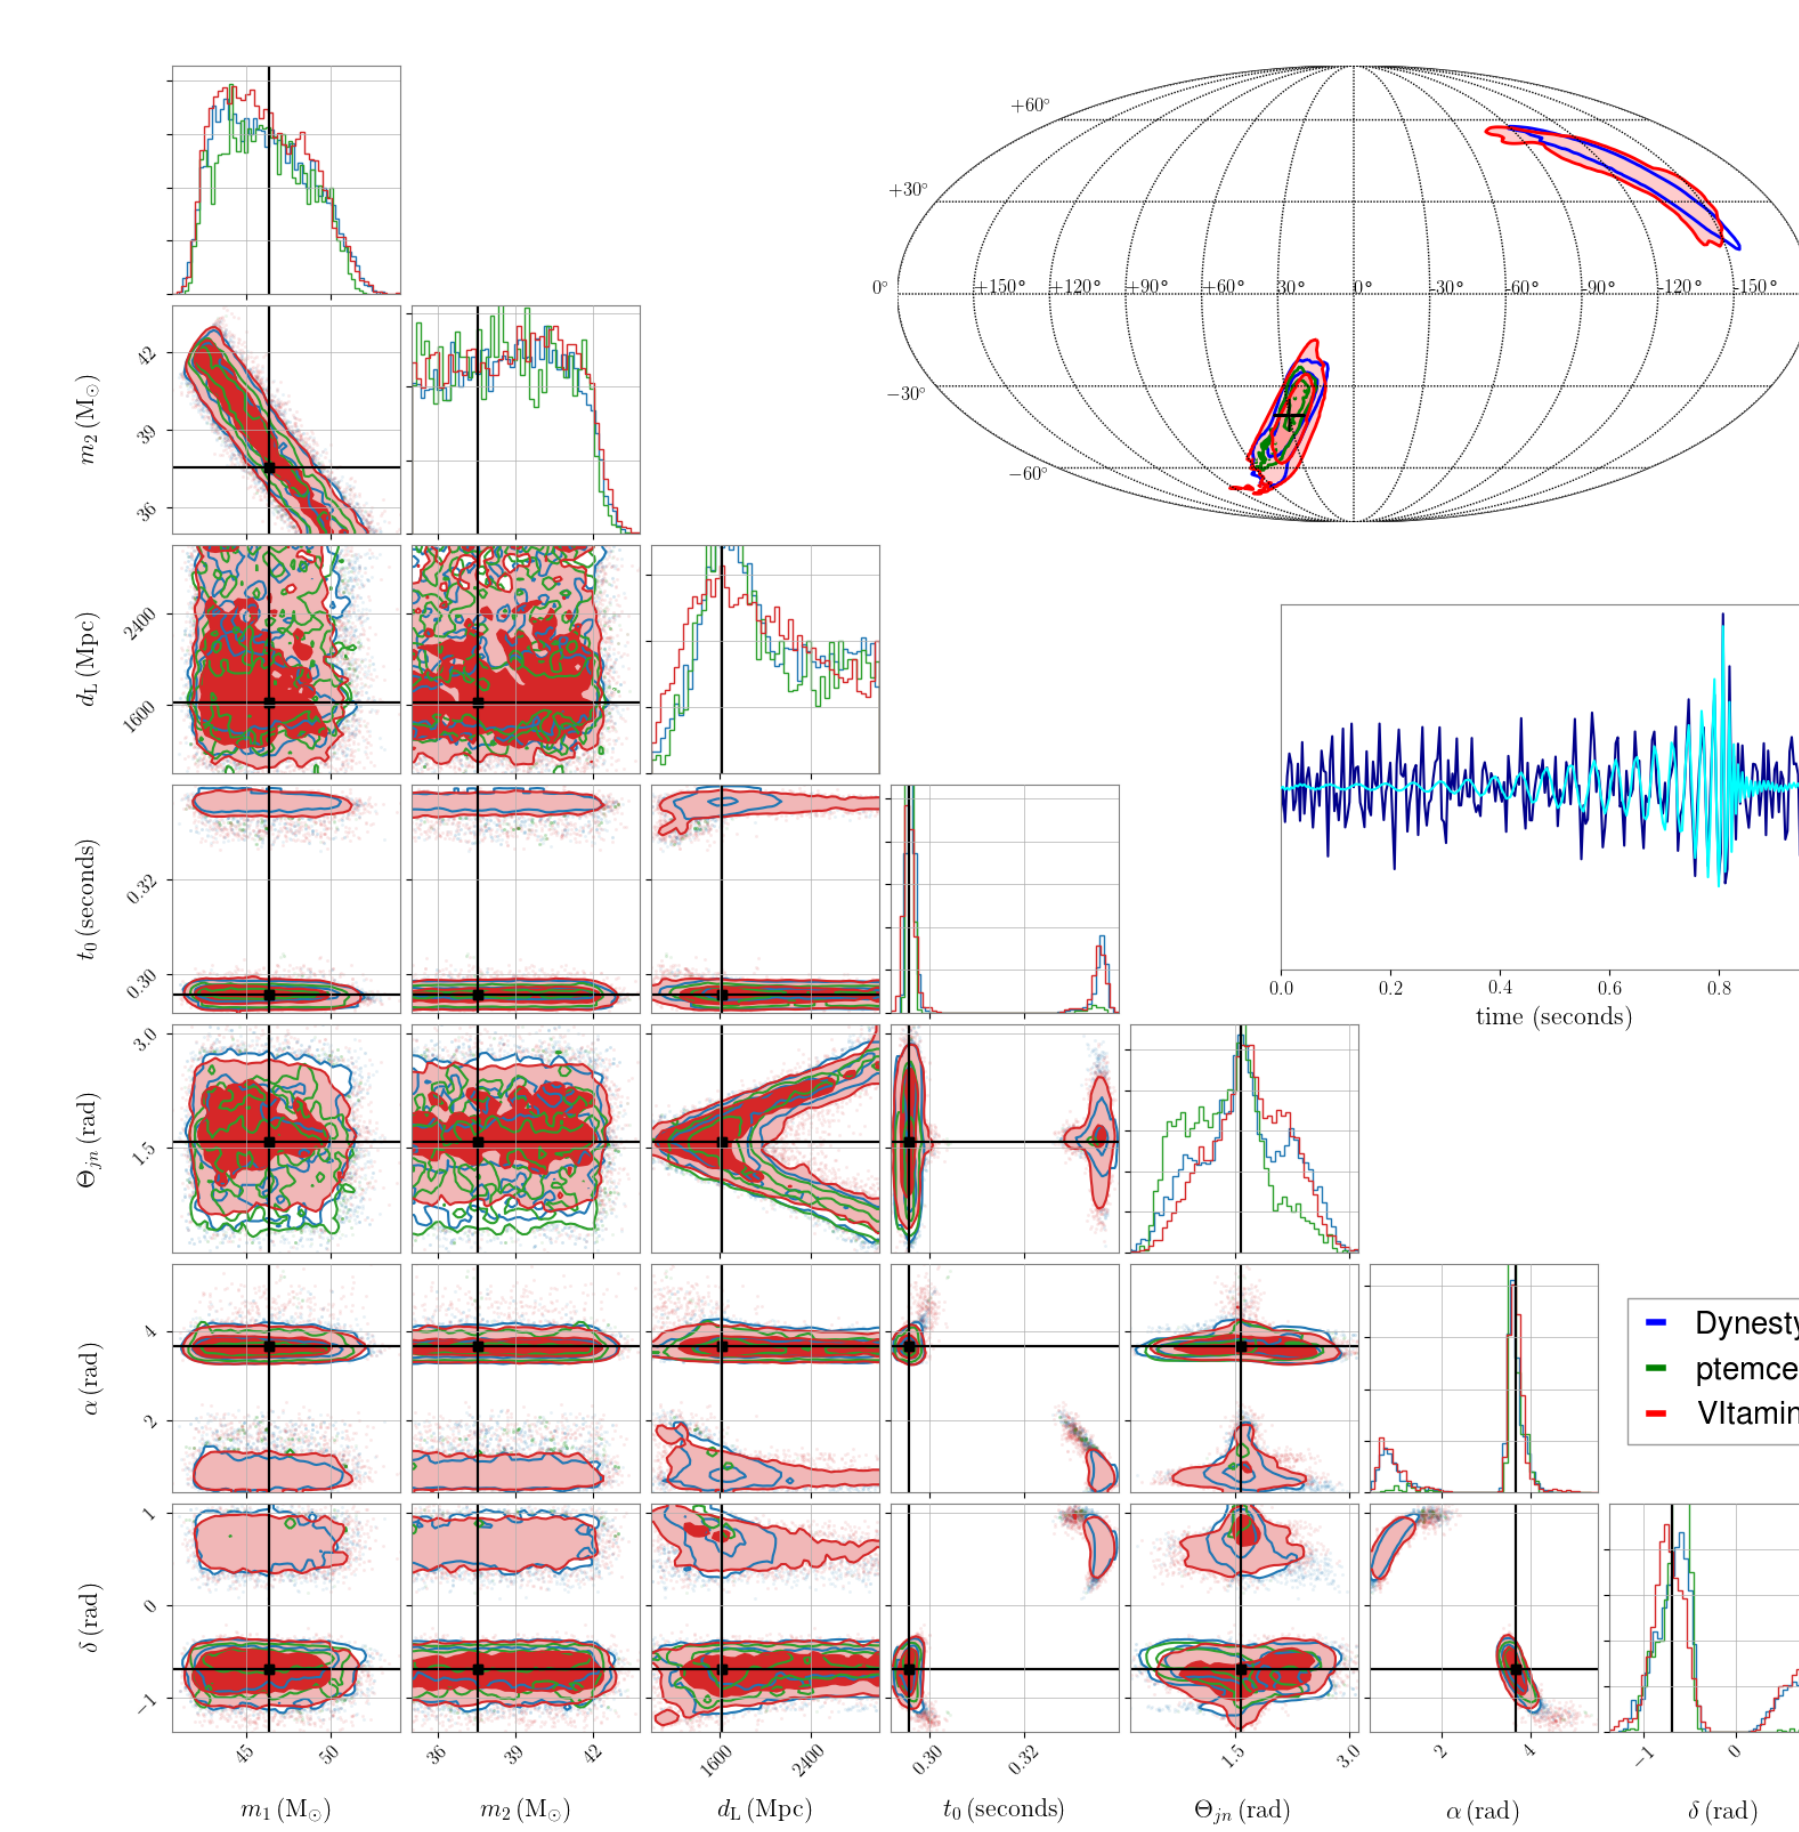 +60°
+30°
0°
+150° +120° +90° +60° 30° 0° -30° 60° -90° -120° -150°
−30°
−60°
42
39
36
m₂ (M☉)
2400
1600
d_L (Mpc)
0.32
0.30
t₀ (seconds)
0.0 0.2 0.4 0.6 0.8
time (seconds)
3.0
1.5
Θ_jn (rad)
4
2
α (rad)
Dynesty
ptemce
VItamin
1
0
−1
δ (rad)
45 50 36 39 42 1600 2400 0.30 0.32 1.5 3.0 2 4 −1 0
m₁ (M☉) m₂ (M☉) d_L (Mpc) t₀ (seconds) Θ_jn (rad) α (rad) δ (rad)